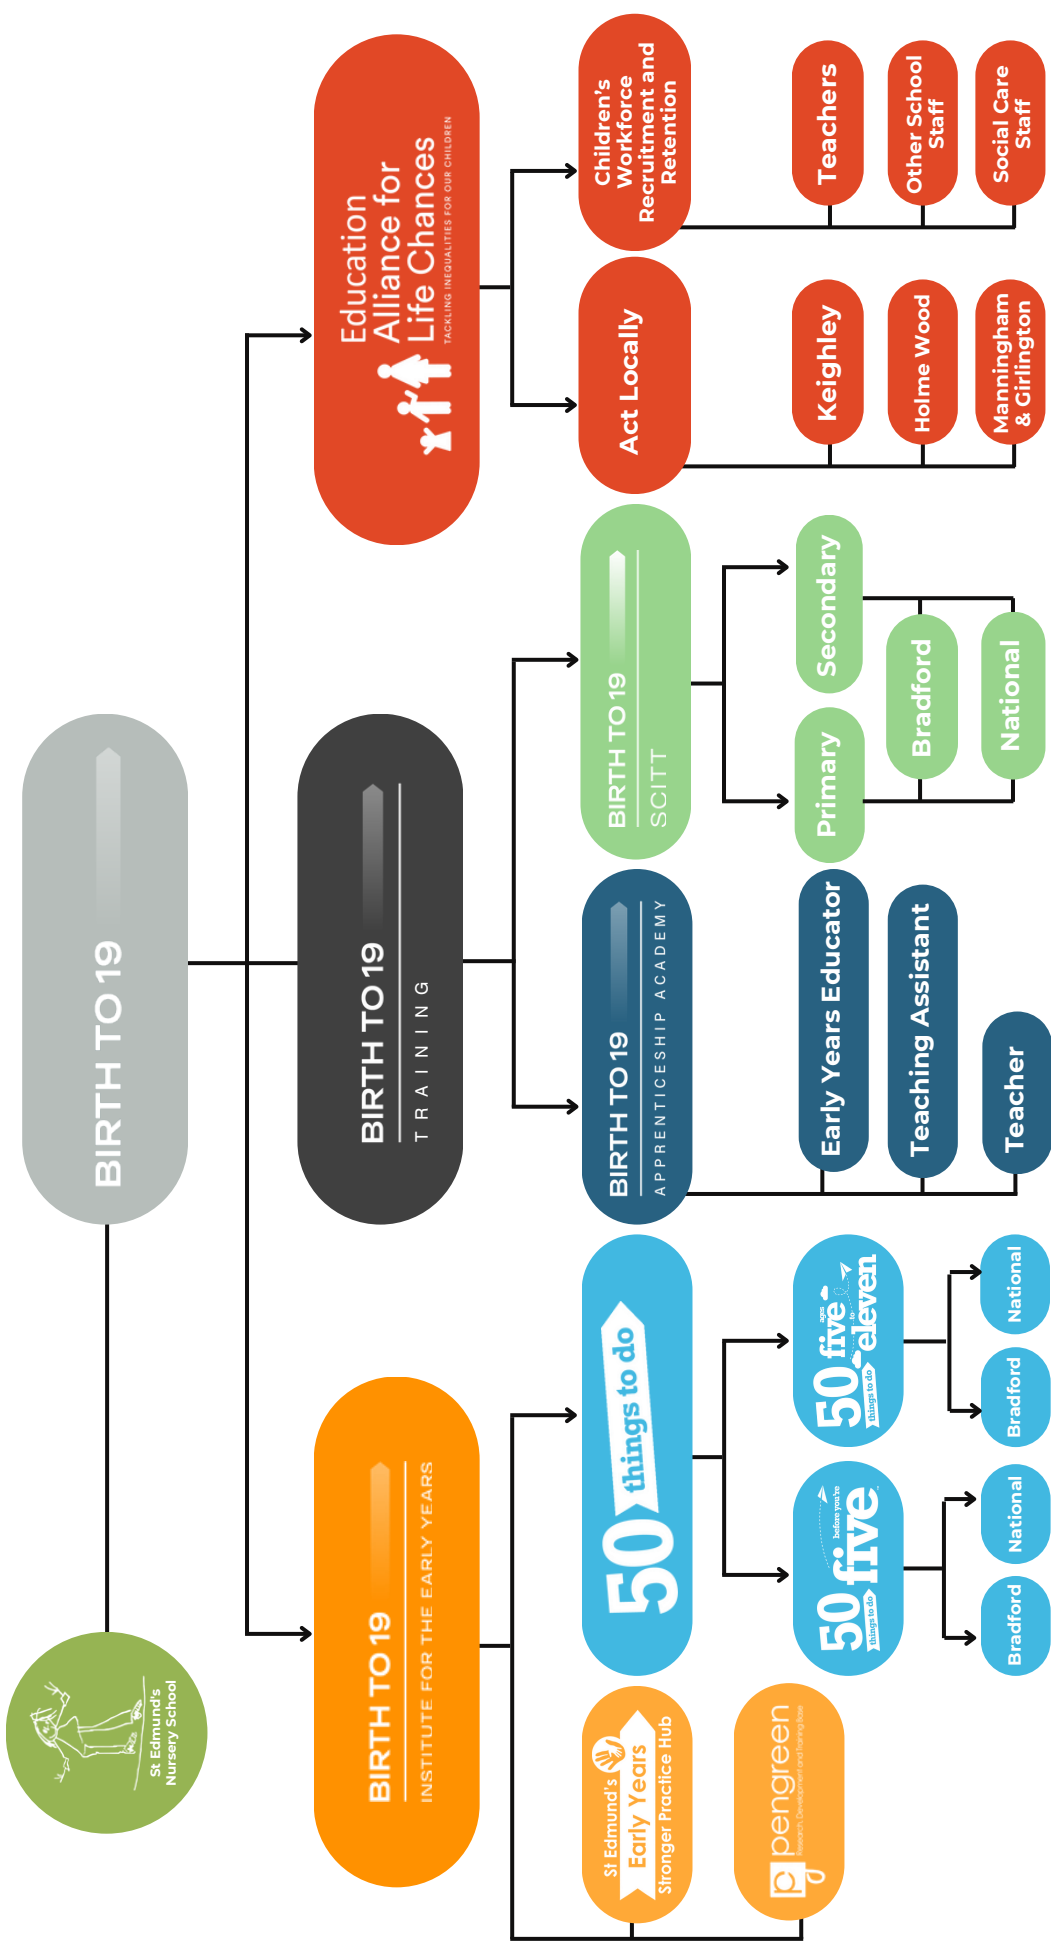 St Edmund's
Nursery School
BIRTH TO 19
BIRTH TO 19
INSTITUTE FOR THE EARLY YEARS
BIRTH TO 19
TRAINING
Education
Alliance for
Life Chances
TACKLING INEQUALITIES FOR OUR CHILDREN
St Edmund's
Early Years
Stronger Practice Hub
pengreen
Research, Development and Training Base
50 things to do
50
things to do
before you're
five
Bradford
National
50
things to do
ages
five
to
eleven
Bradford
National
BIRTH TO 19
APPRENTICESHIP ACADEMY
Early Years Educator
Teaching Assistant
Teacher
BIRTH TO 19
SCITT
Primary
Secondary
Bradford
National
Act Locally
Keighley
Holme Wood
Manningham
& Girlington
Children's
Workforce
Recruitment and
Retention
Teachers
Other School
Staff
Social Care
Staff